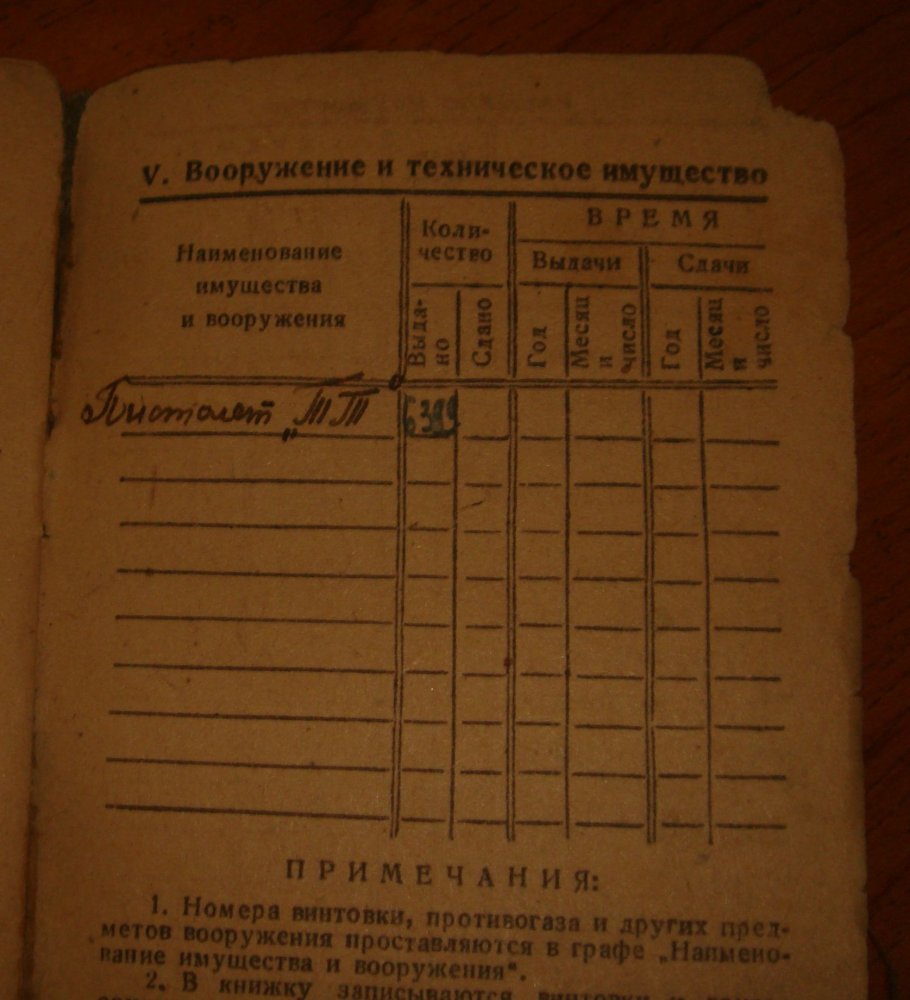 V. Вооружение и техническое имущество
Наименование
имущества
и вооружения
Коли-
чество
ВРЕМЯ
Выдачи
Сдачи
Выда-
но
Сдано
Год
Месяц
и
число
Год
Месяц
и
число
Пистолет „ТТ
ПРИМЕЧАНИЯ:
1. Номера винтовки, противогаза и других пред-
метов вооружения проставляются в графе „Наимено-
вание имущества и вооружения“.
2. В книжку записываются винтовки